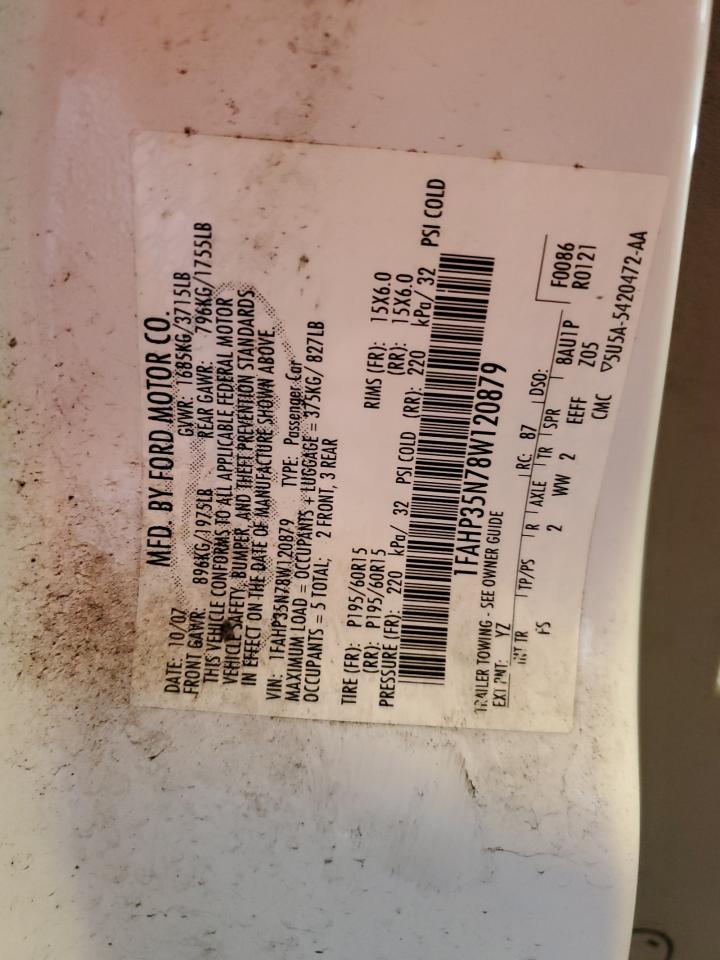 MFD. BY FORD MOTOR CO.
DATE: 10/07 GVWR: 1685KG/3715LB
FRONT GAWR: 896KG/1975LB REAR GAWR: 796KG/1755LB
THIS VEHICLE CONFORMS TO ALL APPLICABLE FEDERAL MOTOR
VEHICLE SAFETY, BUMPER, AND THEFT PREVENTION STANDARDS
IN EFFECT ON THE DATE OF MANUFACTURE SHOWN ABOVE.
VIN: 1FAHP35N78W120879 TYPE: Passenger Car
MAXIMUM LOAD = OCCUPANTS + LUGGAGE = 375KG/ 827LB
OCCUPANTS = 5 TOTAL: 2 FRONT, 3 REAR
TIRE (FR): P195/60R15 RIMS (FR): 15X6.0
(RR): P195/60R15 (RR): 15X6.0
PRESSURE (FR): 220 kPa/ 32 PSI COLD (RR): 220 kPa/ 32 PSI COLD
1FAHP35N78W120879
TRAILER TOWING - SEE OWNER GUIDE
EXT PNT: YZ RC: 87 DSO: F0086
INT TR TP/PS R AXLE TR SPR 8AU1P R0121
FS 2 WW 2 EEFF Z05
CMC ▽5U5A-5420472-AA